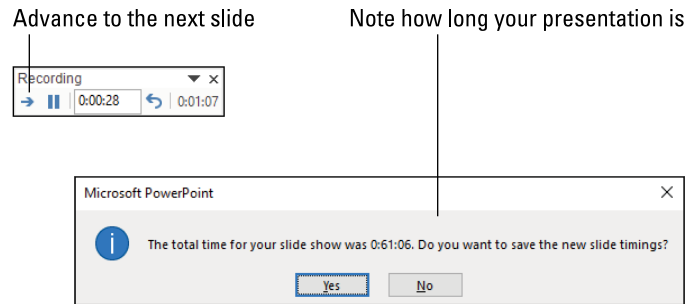 Advance to the next slide
Note how long your presentation is
Recording
0:00:28
0:01:07
Microsoft PowerPoint
The total time for your slide show was 0:61:06. Do you want to save the new slide timings?
Yes
No